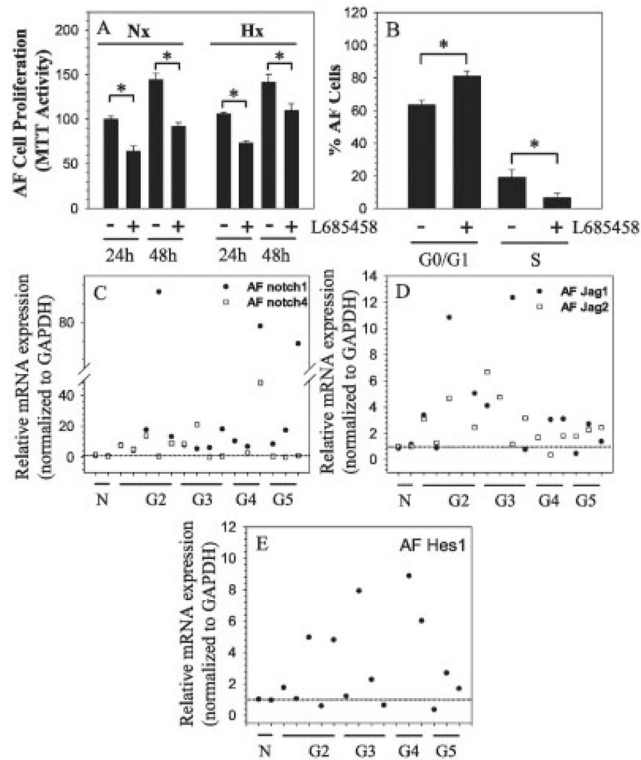 A
Nx
Hx
AF Cell Proliferation
(MTT Activity)
200
150
100
50
0
*
*
*
*
- + - + - + - + L685458
24h 48h 24h 48h
B
% AF Cells
120
100
80
60
40
20
0
*
*
- + - + L685458
G0/G1 S
C
AF notch1
AF notch4
Relative mRNA expression
(normalized to GAPDH)
80
40
20
10
0
N G2 G3 G4 G5
D
AF Jag1
AF Jag2
Relative mRNA expression
(normalized to GAPDH)
14
12
10
8
6
4
2
0
N G2 G3 G4 G5
E
AF Hes1
Relative mRNA expression
(normalized to GAPDH)
12
10
8
6
4
2
0
N G2 G3 G4 G5